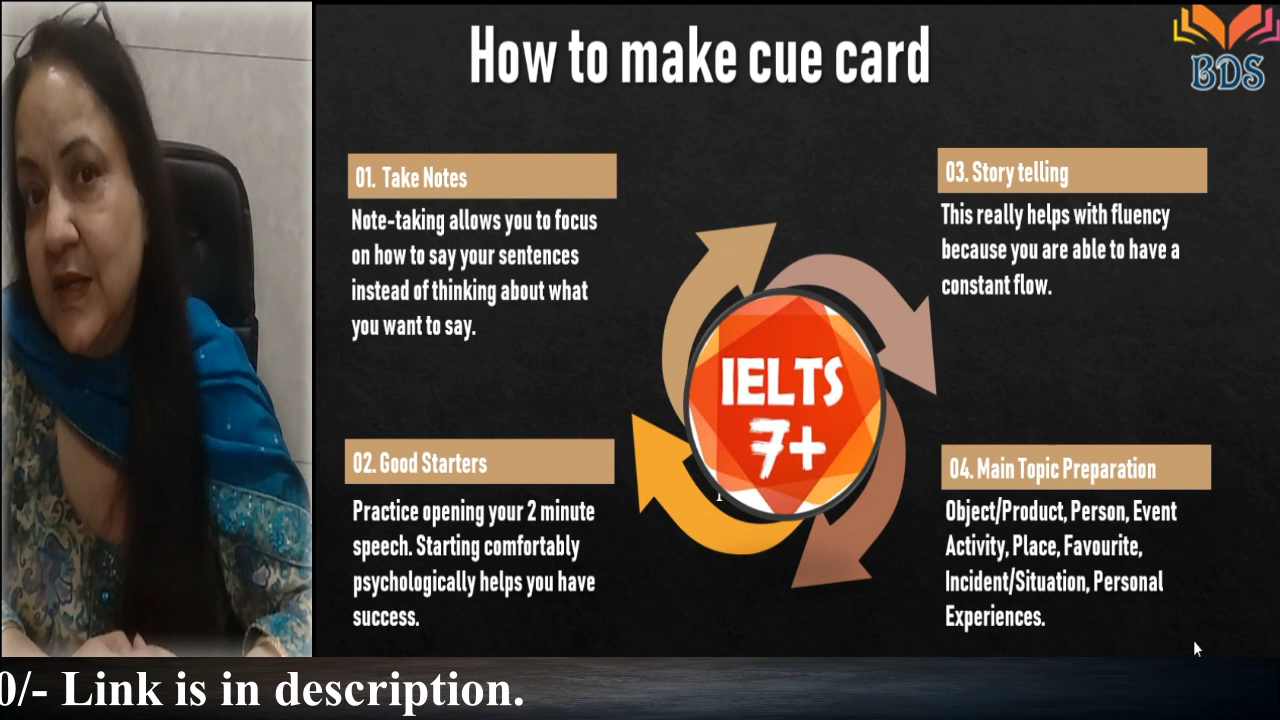 How to make cue card
BDS
01. Take Notes
Note-taking allows you to focus
on how to say your sentences
instead of thinking about what
you want to say.
02. Good Starters
Practice opening your 2 minute
speech. Starting comfortably
psychologically helps you have
success.
03. Story telling
This really helps with fluency
because you are able to have a
constant flow.
04. Main Topic Preparation
Object/Product, Person, Event
Activity, Place, Favourite,
Incident/Situation, Personal
Experiences.
IELTS
7+
0/- Link is in description.